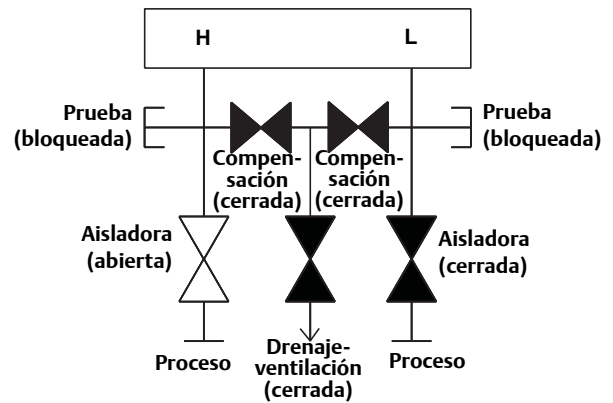 H
L
Prueba
(bloqueada)
Prueba
(bloqueada)
Compen-
sación
(cerrada)
Compen-
sación
(cerrada)
Aisladora
(abierta)
Aisladora
(cerrada)
Proceso
Drenaje-
ventilación
(cerrada)
Proceso